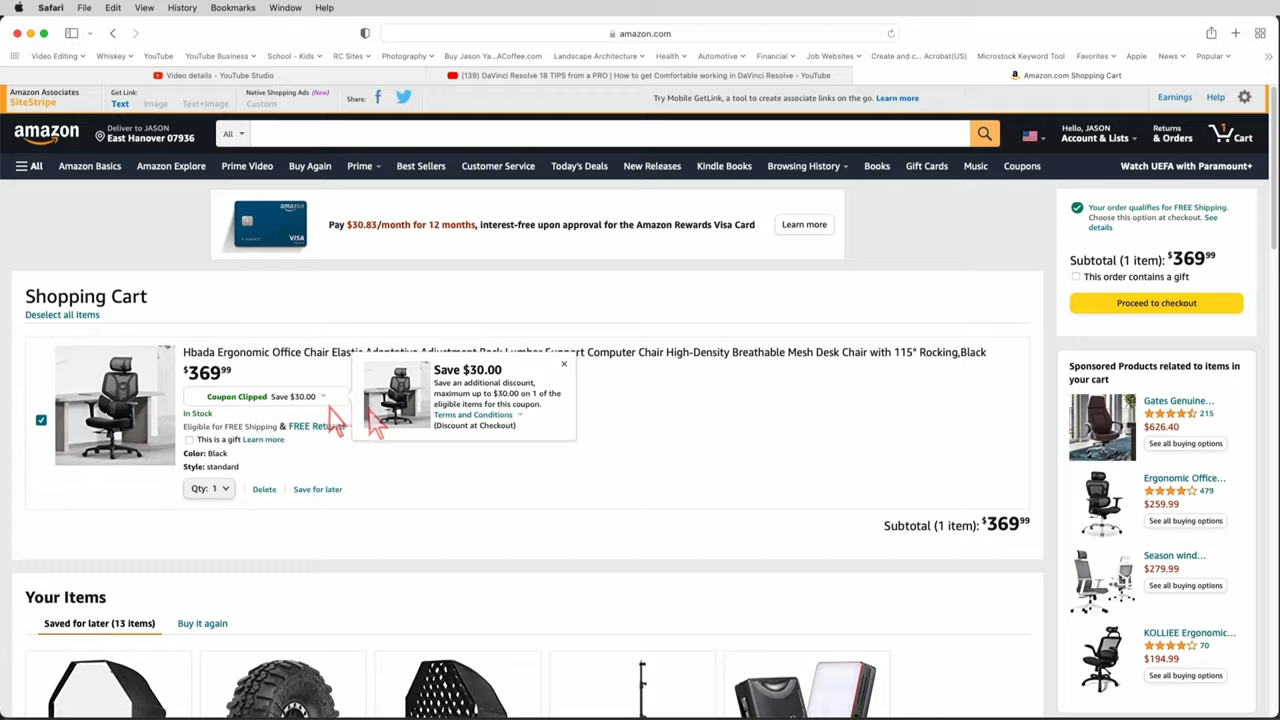 Safari File Edit View History Bookmarks Window Help
amazon.com
Video Editing Whiskey YouTube YouTube Business School - Kids RC Sites Photography Buy Jason Ya...ACoffee.com Landscape Architecture Health Automotive Financial Job Websites Create and c... Acrobat(US) Microstock Keyword Tool Favorites Apple News Popular
Video details - YouTube Studio
(139) DaVinci Resolve 18 TIPS from a PRO | How to get Comfortable working in DaVinci Resolve - YouTube
Amazon.com Shopping Cart
Amazon Associates
SiteStripe
Get Link:
Text Image Text+Image
Native Shopping Ads (New)
Custom
Share:
Try Mobile GetLink, a tool to create associate links on the go. Learn more
Earnings Help
amazon
Deliver to JASON
East Hanover 07936
All
Hello, JASON
Account & Lists
Returns
& Orders
1
Cart
All Amazon Basics Amazon Explore Prime Video Buy Again Prime Best Sellers Customer Service Today's Deals New Releases Kindle Books Browsing History Books Gift Cards Music Coupons Watch UEFA with Paramount+
amazon
VISA
Pay $30.83/month for 12 months, interest-free upon approval for the Amazon Rewards Visa Card
Learn more
Your order qualifies for FREE Shipping.
Choose this option at checkout. See
details
Subtotal (1 item): $369.99
This order contains a gift
Proceed to checkout
Shopping Cart
Deselect all items
Hbada Ergonomic Office Chair Elastic Adaptative Adjustment Back Lumbar Support Computer Chair High-Density Breathable Mesh Desk Chair with 115° Rocking,Black
$369.99
Coupon Clipped Save $30.00
In Stock
Eligible for FREE Shipping & FREE Returns
This is a gift Learn more
Color: Black
Style: standard
Qty: 1
Delete
Save for later
Save $30.00
Save an additional discount,
maximum up to $30.00 on 1 of the
eligible items for this coupon.
Terms and Conditions
(Discount at Checkout)
Subtotal (1 item): $369.99
Sponsored Products related to items in
your cart
Gates Genuine...
215
$626.40
See all buying options
Ergonomic Office...
479
$259.99
See all buying options
Season wind...
$279.99
See all buying options
KOLLIEE Ergonomic...
70
$194.99
See all buying options
Your Items
Saved for later (13 items)
Buy it again